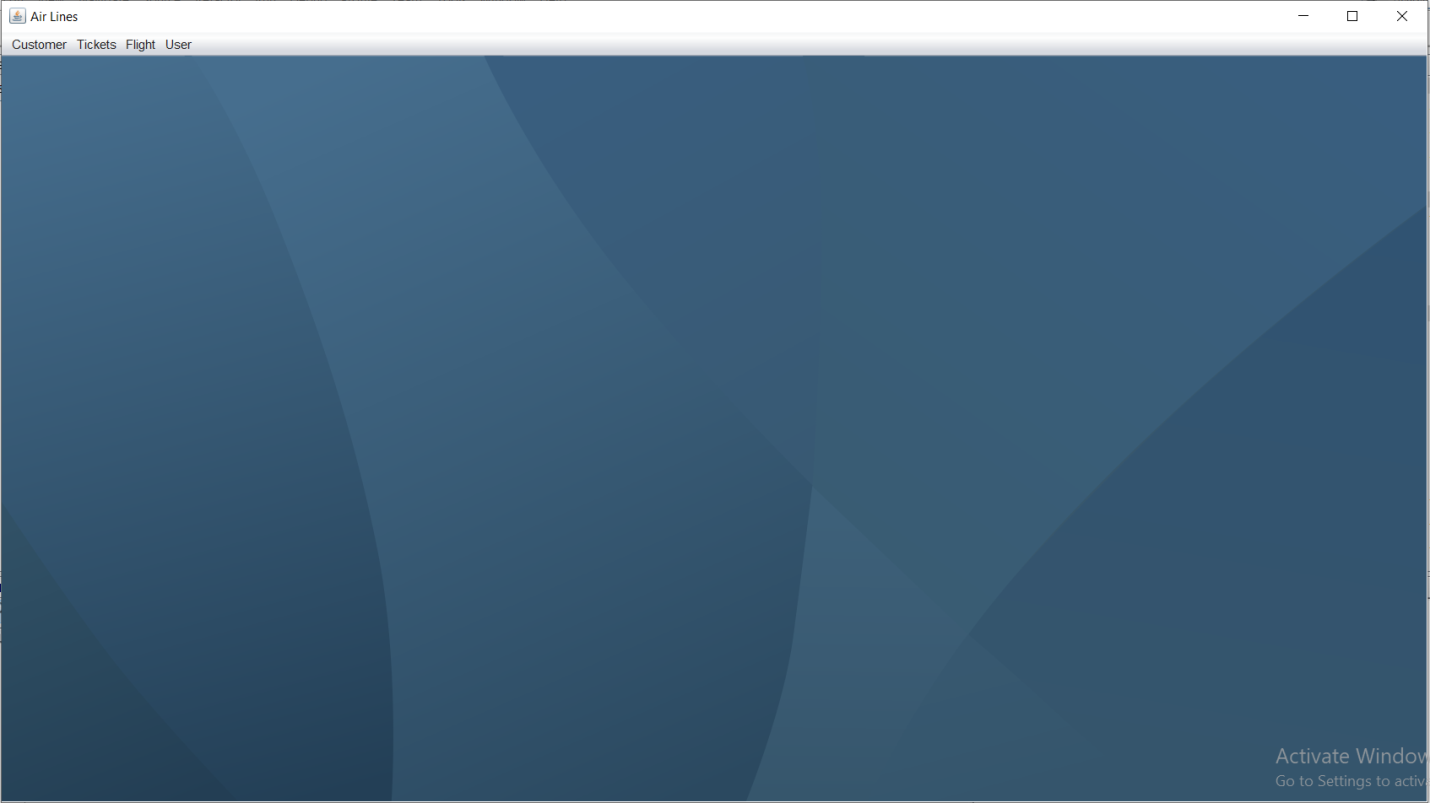 Air Lines
Customer Tickets Flight User
Activate Window
Go to Settings to activ